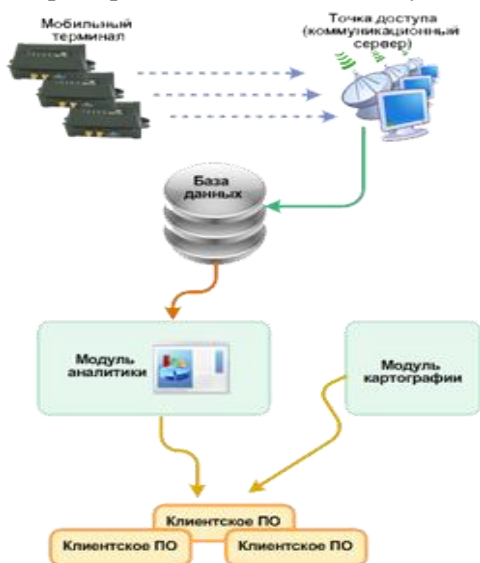 Мобильный
терминал
Точка доступа
(коммуникационный
сервер)
База
данных
Модуль
аналитики
Модуль
картографии
Клиентское ПО
Клиентское ПО
Клиентское ПО